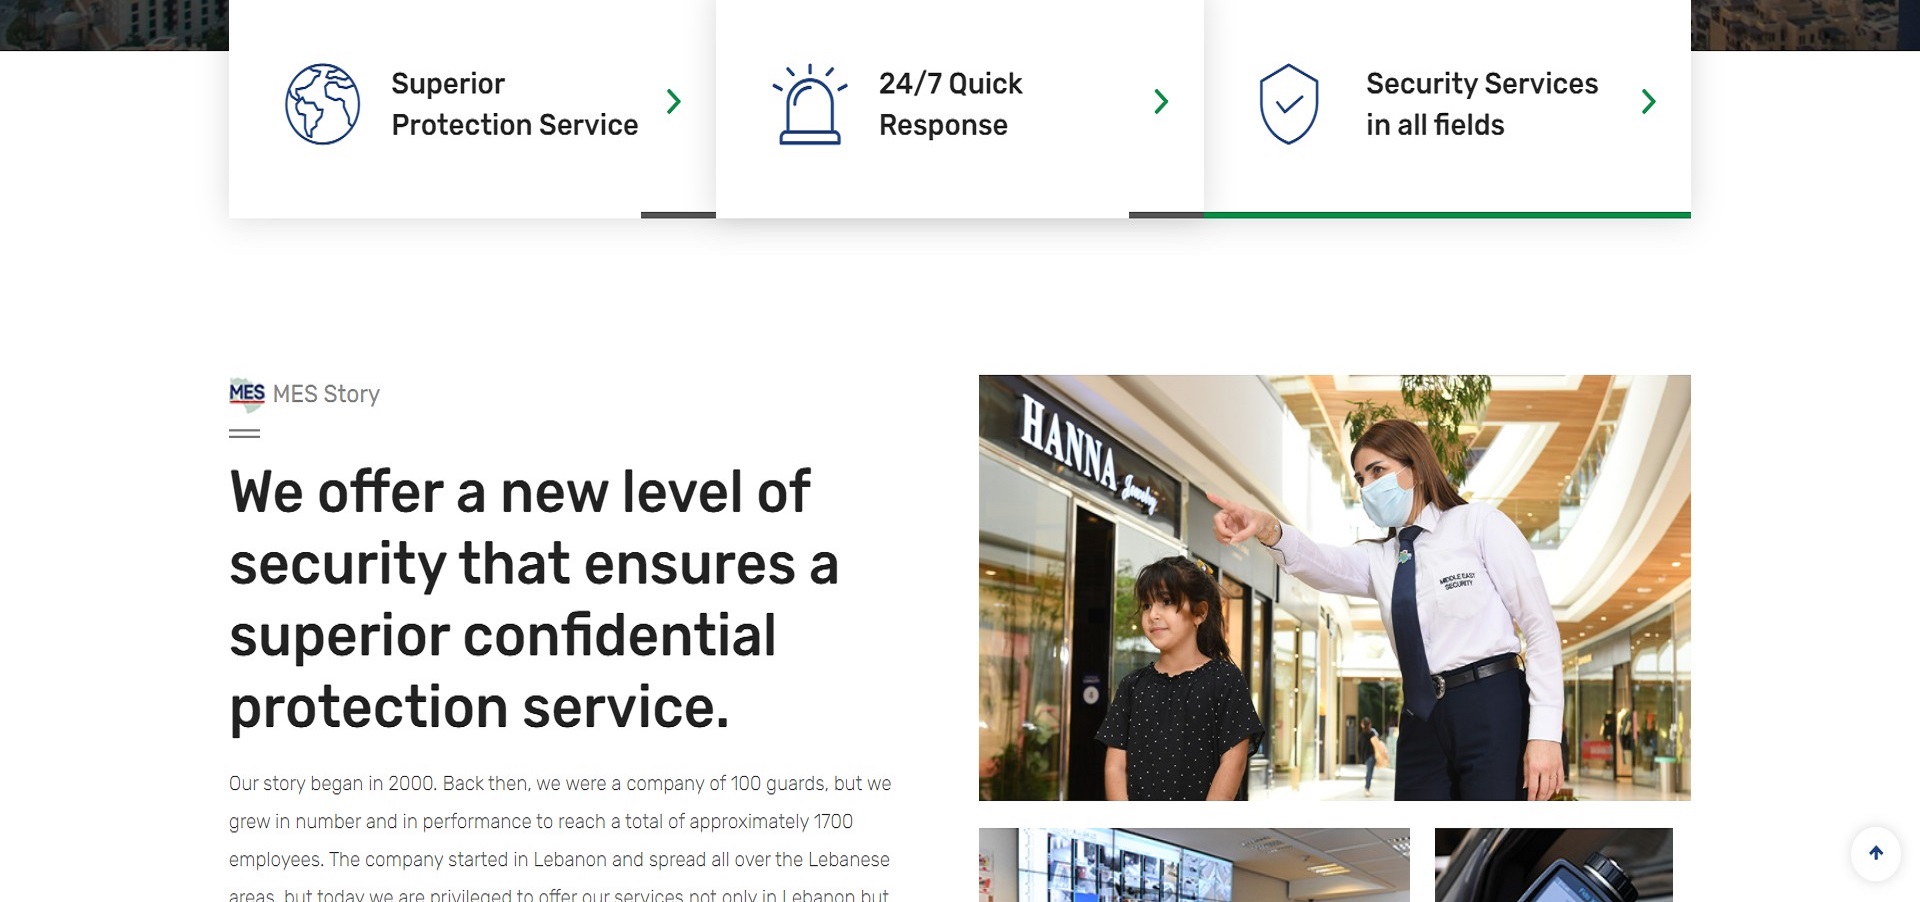 Superior
Protection Service
24/7 Quick
Response
Security Services
in all fields
MES MES Story
We offer a new level of
security that ensures a
superior confidential
protection service.
Our story began in 2000. Back then, we were a company of 100 guards, but we
grew in number and in performance to reach a total of approximately 1700
employees. The company started in Lebanon and spread all over the Lebanese
areas, but today we are privileged to offer our services not only in Lebanon but
HANNA Jewelry
MIDDLE EAST
SECURITY